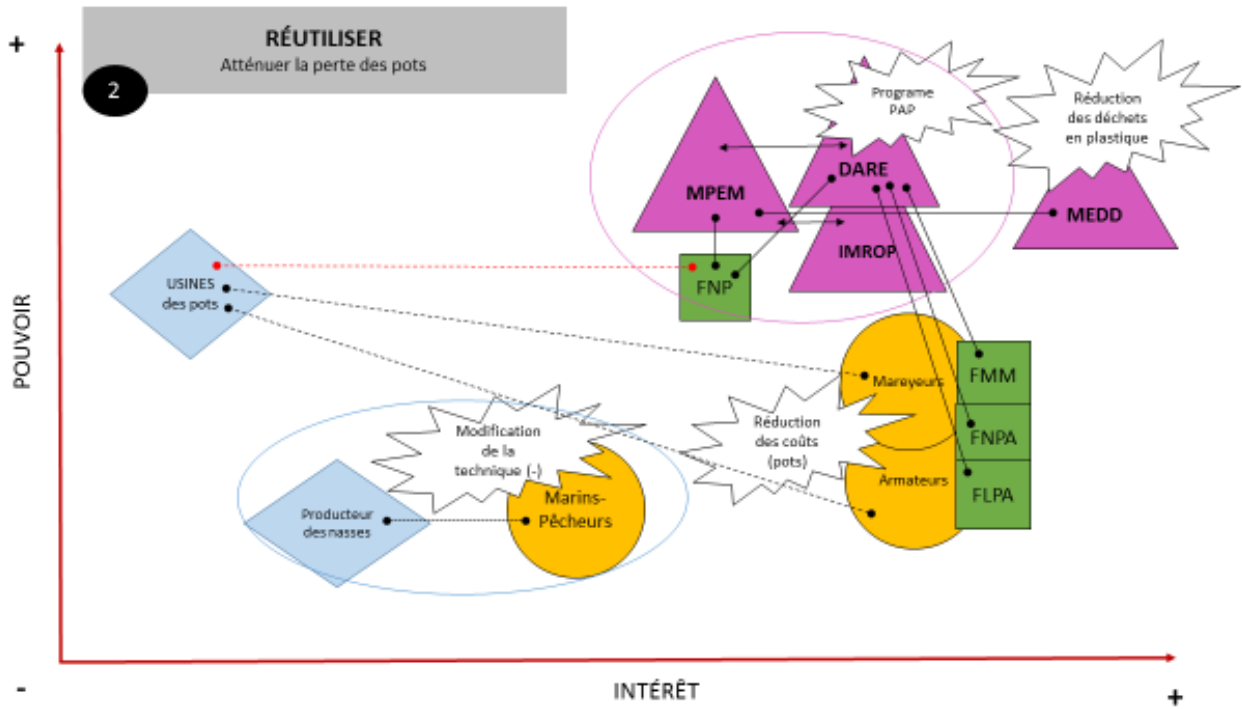 +
RÉUTILISER
Atténuer la perte des pots
2
Programe
PAP
Réduction
des déchets
en plastique
DARE
MPEM
MEDD
IMROP
USINES
des pots
FNP
POUVOIR
Mareyeurs
FMM
Modification
de la
technique (-)
Réduction
des coûts
(pots)
FNPA
Armateurs
FLPA
Marins-
Pêcheurs
Producteur
des nasses
-
INTÉRÊT
+